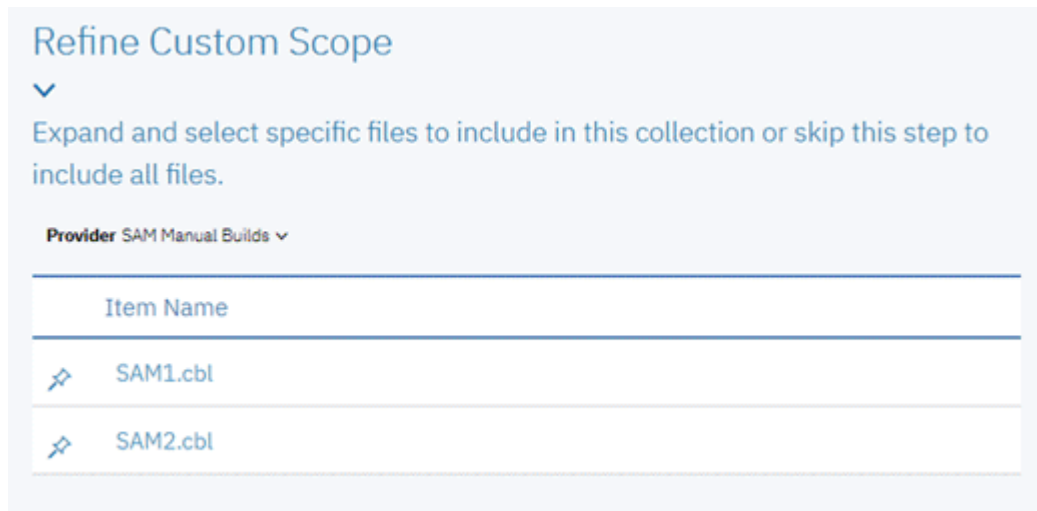 Refine Custom Scope
Expand and select specific files to include in this collection or skip this step to
include all files.
Provider SAM Manual Builds
Item Name
SAM1.cbl
SAM2.cbl